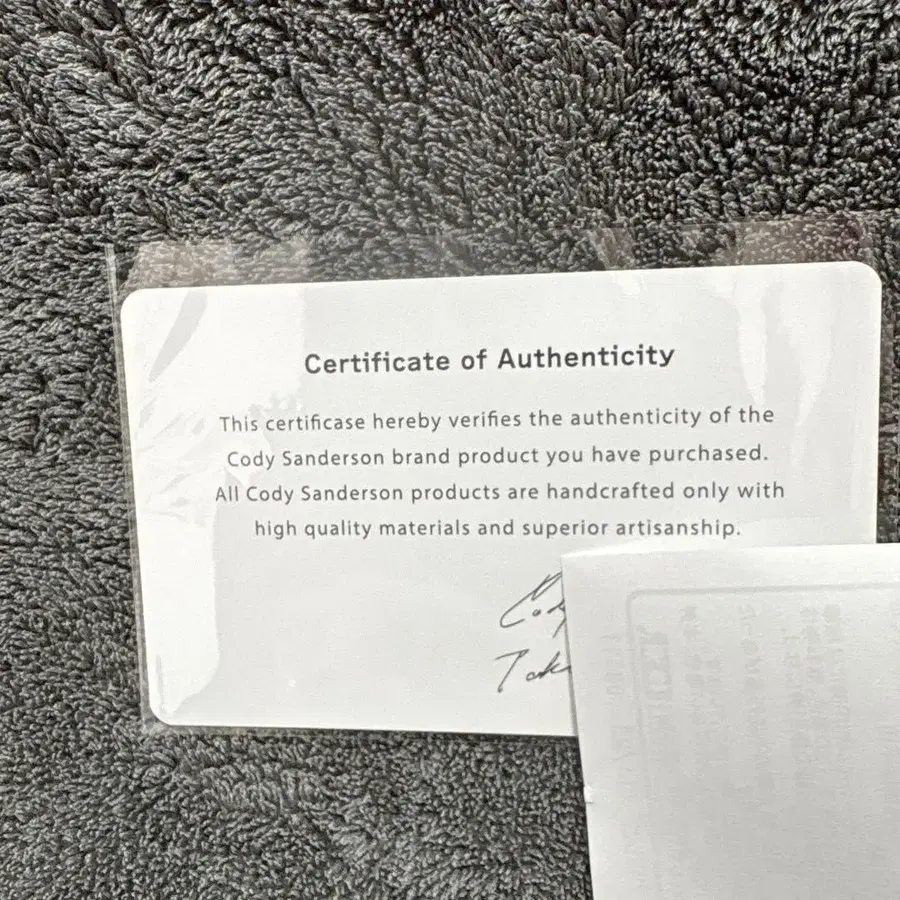 Certificate of Authenticity
This certificase hereby verifies the authenticity of the
Cody Sanderson brand product you have purchased.
All Cody Sanderson products are handcrafted only with
high quality materials and superior artisanship.
Cody